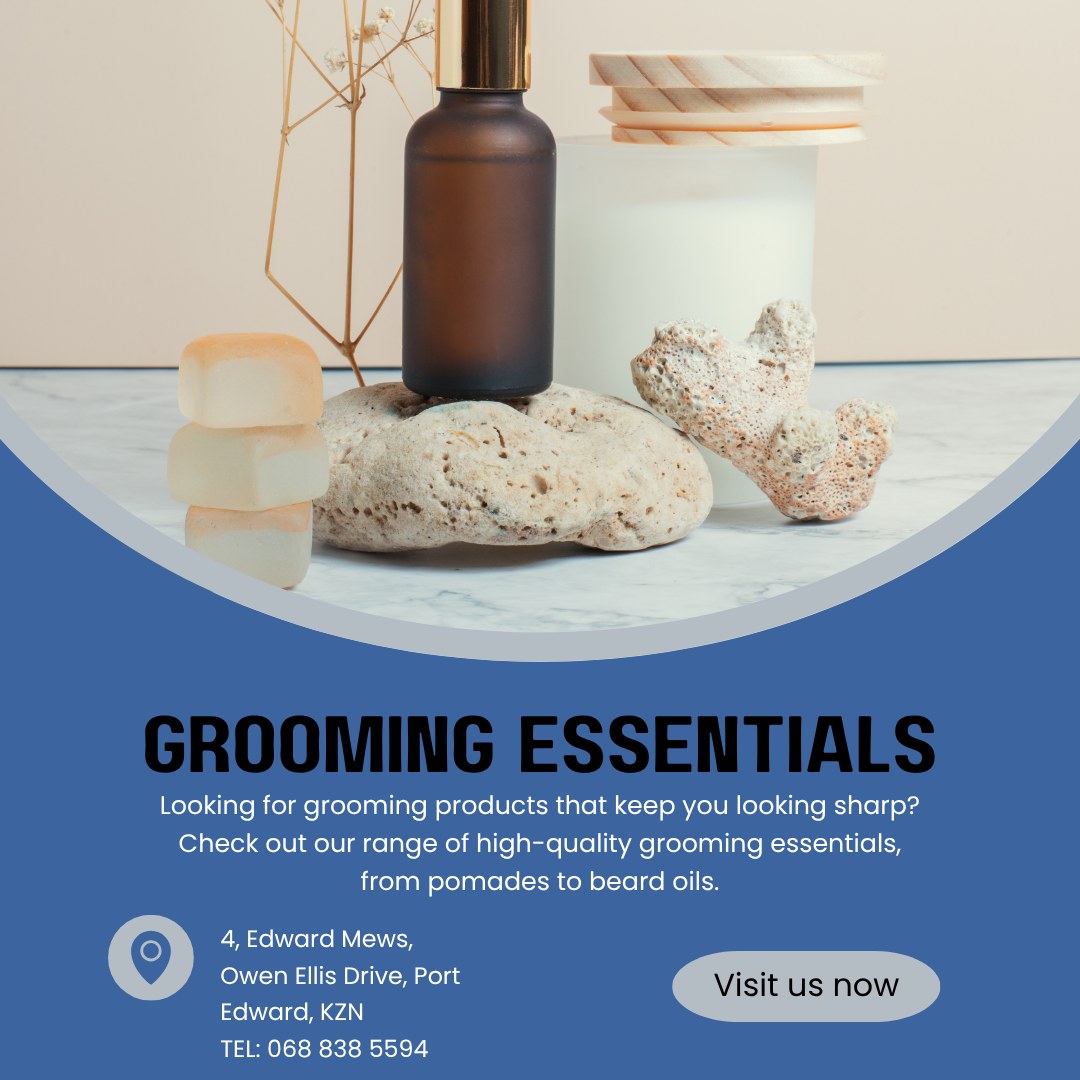 GROOMING ESSENTIALS
Looking for grooming products that keep you looking sharp?
Check out our range of high-quality grooming essentials,
from pomades to beard oils.
4, Edward Mews,
Owen Ellis Drive, Port
Edward, KZN
TEL: 068 838 5594
Visit us now